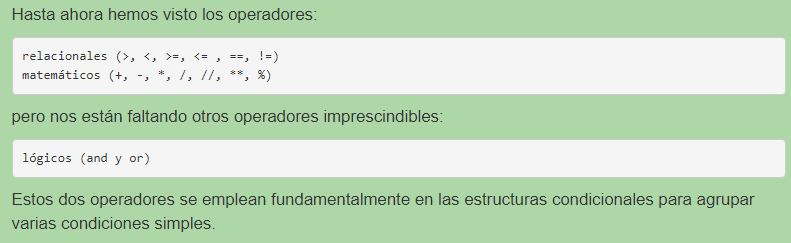 Hasta ahora hemos visto los operadores:
relacionales (>, <, >=, <= , ==, !=)
matemáticos (+, -, *, /, //, **, %)
pero nos están faltando otros operadores imprescindibles:
lógicos (and y or)
Estos dos operadores se emplean fundamentalmente en las estructuras condicionales para agrupar
varias condiciones simples.